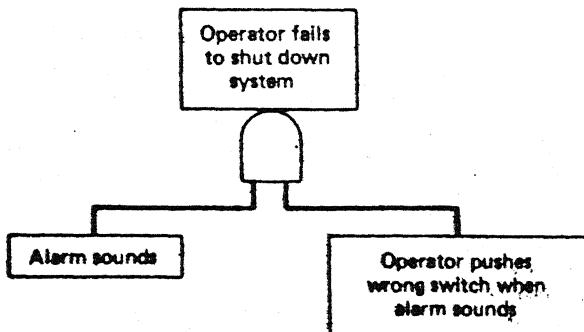 Operator fails
to shut down
system
Alarm sounds
Operator pushes
wrong switch when
alarm sounds